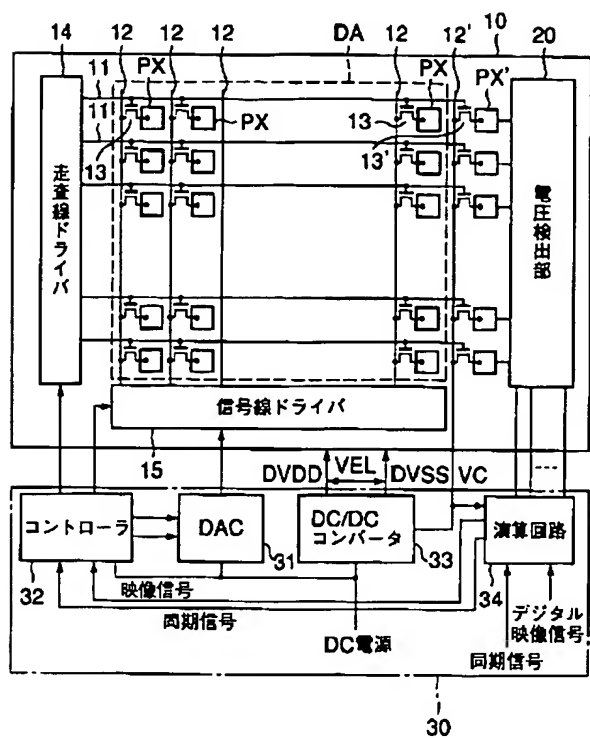 14 12 12 12 DA 12 12' 10 20
11 PX PX PX'
PX
11 13 13 13'
走査線ドライバ
電圧検出部
信号線ドライバ
15 DVDD VEL DVSS VC
コントローラ DAC DC/DC コンバータ 演算回路
32 31 33 34
映像信号
同期信号
DC電源
デジタル
映像信号
同期信号
30